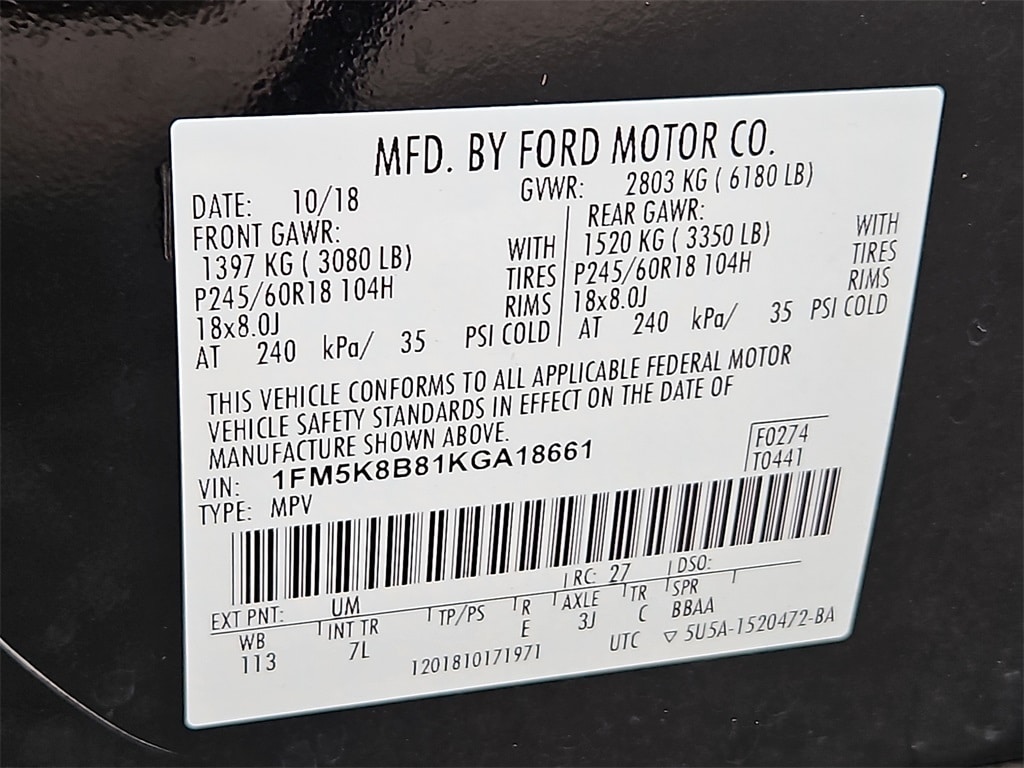 MFD. BY FORD MOTOR CO.
DATE: 10/18 GVWR: 2803 KG ( 6180 LB)
FRONT GAWR: REAR GAWR:
1397 KG ( 3080 LB) WITH 1520 KG ( 3350 LB) WITH
P245/60R18 104H TIRES P245/60R18 104H TIRES
18x8.0J RIMS 18x8.0J RIMS
AT 240 kPa/ 35 PSI COLD AT 240 kPa/ 35 PSI COLD
THIS VEHICLE CONFORMS TO ALL APPLICABLE FEDERAL MOTOR
VEHICLE SAFETY STANDARDS IN EFFECT ON THE DATE OF
MANUFACTURE SHOWN ABOVE.
VIN: 1FM5K8B81KGA18661 F0274
TYPE: MPV T0441
EXT PNT: UM RC: 27 DSO:
WB INT TR TP/PS R AXLE TR SPR
113 7L E 3J C BBAA
1201810171971 UTC ▽ 5U5A-1520472-BA